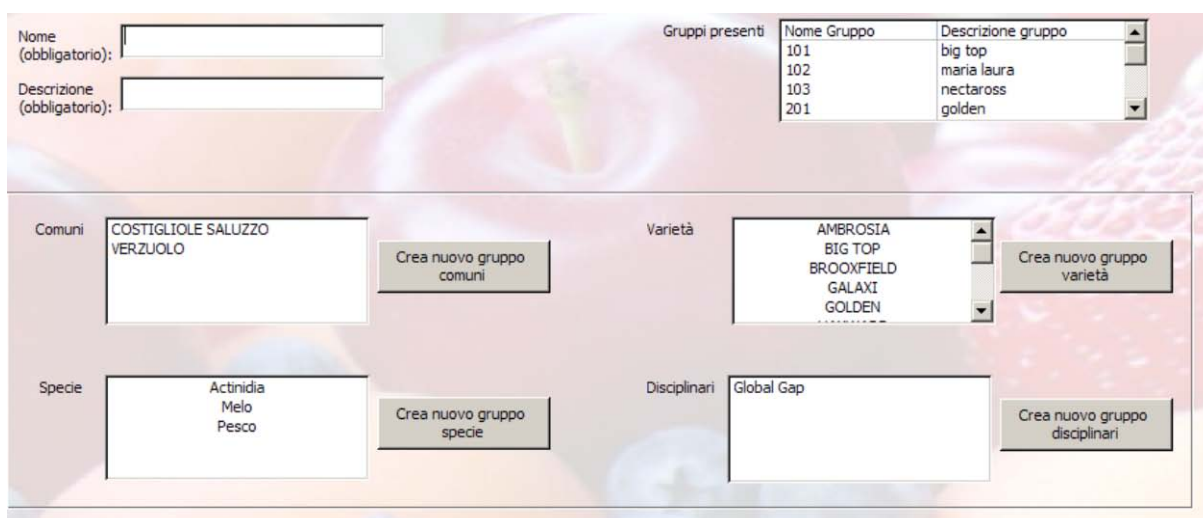 Nome
(obbligatorio):
Descrizione
(obbligatorio):
Gruppi presenti
Nome Gruppo Descrizione gruppo
101 big top
102 maria laura
103 nectaross
201 golden
Comuni
COSTIGLIOLE SALUZZO
VERZUOLO
Crea nuovo gruppo
comuni
Varietà
AMBROSIA
BIG TOP
BROOXFIELD
GALAXI
GOLDEN
Crea nuovo gruppo
varietà
Specie
Actinidia
Melo
Pesco
Crea nuovo gruppo
specie
Disciplinari
Global Gap
Crea nuovo gruppo
disciplinari